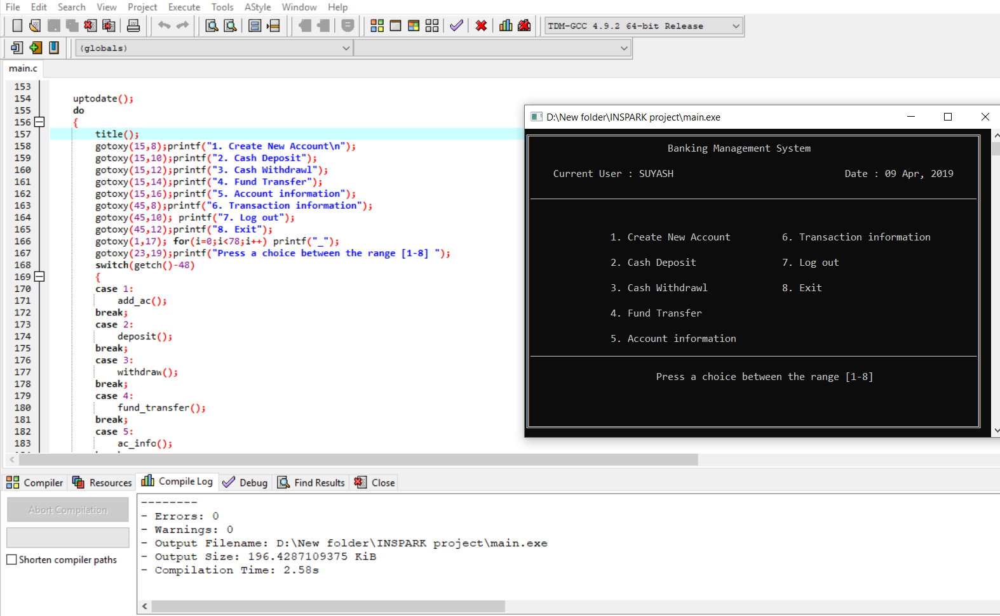 File Edit Search View Project Execute Tools AStyle Window Help
TDM-GCC 4.9.2 64-bit Release
(globals)
main.c
153
154 uptodate();
155 do
156 {
157 title();
158 gotoxy(15,8);printf("1. Create New Account\n");
159 gotoxy(15,10);printf("2. Cash Deposit");
160 gotoxy(15,12);printf("3. Cash Withdrawl");
161 gotoxy(15,14);printf("4. Fund Transfer");
162 gotoxy(15,16);printf("5. Account information");
163 gotoxy(45,8);printf("6. Transaction information");
164 gotoxy(45,10); printf("7. Log out");
165 gotoxy(45,12);printf("8. Exit");
166 gotoxy(1,17); for(i=0;i<78;i++) printf("_");
167 gotoxy(23,19);printf("Press a choice between the range [1-8] ");
168 switch(getch()-48)
169 {
170 case 1:
171 add_ac();
172 break;
173 case 2:
174 deposit();
175 break;
176 case 3:
177 withdraw();
178 break;
179 case 4:
180 fund_transfer();
181 break;
182 case 5:
183 ac_info();
D:\New folder\INSPARK project\main.exe
Banking Management System
Current User : SUYASH Date : 09 Apr, 2019
1. Create New Account 6. Transaction information
2. Cash Deposit 7. Log out
3. Cash Withdrawl 8. Exit
4. Fund Transfer
5. Account information
Press a choice between the range [1-8]
Compiler Resources Compile Log Debug Find Results Close
Abort Compilation
Shorten compiler paths
--------
- Errors: 0
- Warnings: 0
- Output Filename: D:\New folder\INSPARK project\main.exe
- Output Size: 196.4287109375 KiB
- Compilation Time: 2.58s